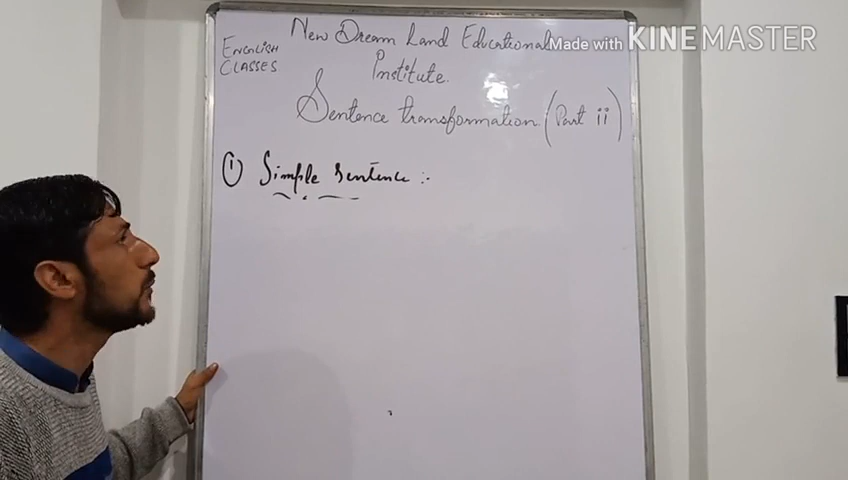 New Dream Land Educational
Institute.
ENGLISH
CLASSES
Sentence transformation (Part ii)
① Simple sentence :-
Made with KINEMASTER